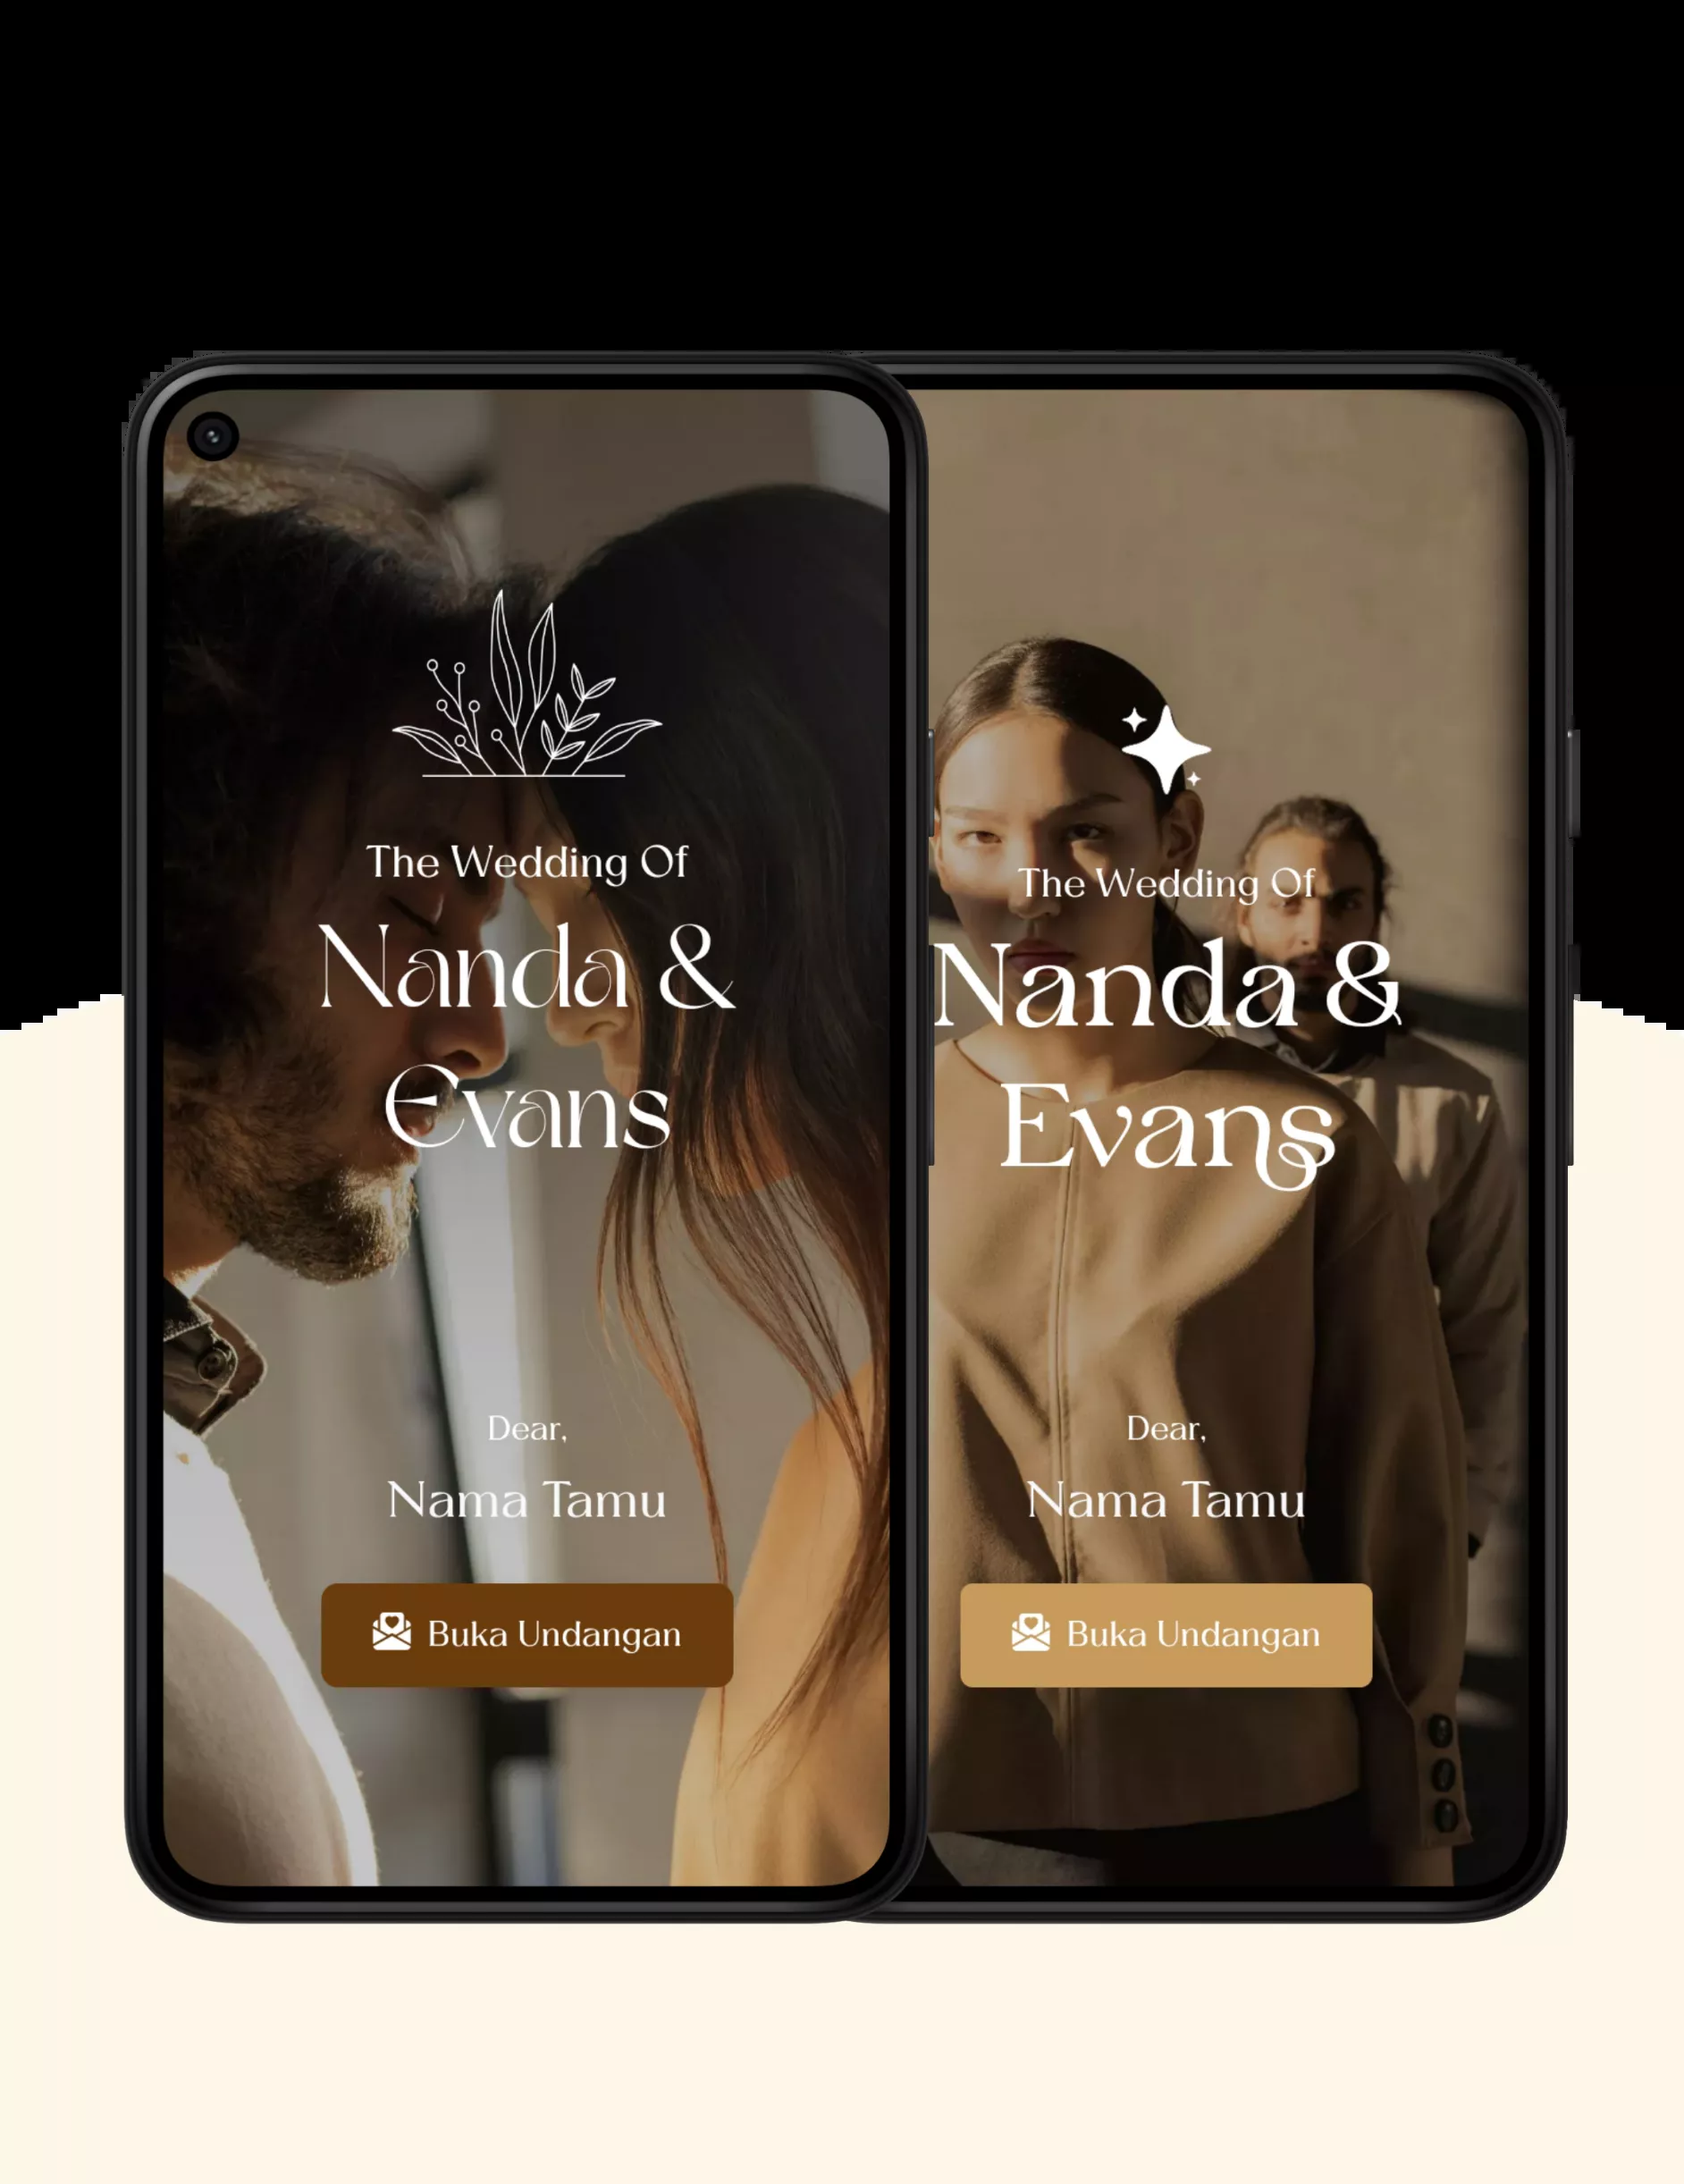 The Wedding Of
Nanda &
Evans
Dear,
Nama Tamu
Buka Undangan
The Wedding Of
Nanda &
Evans
Dear,
Nama Tamu
Buka Undangan